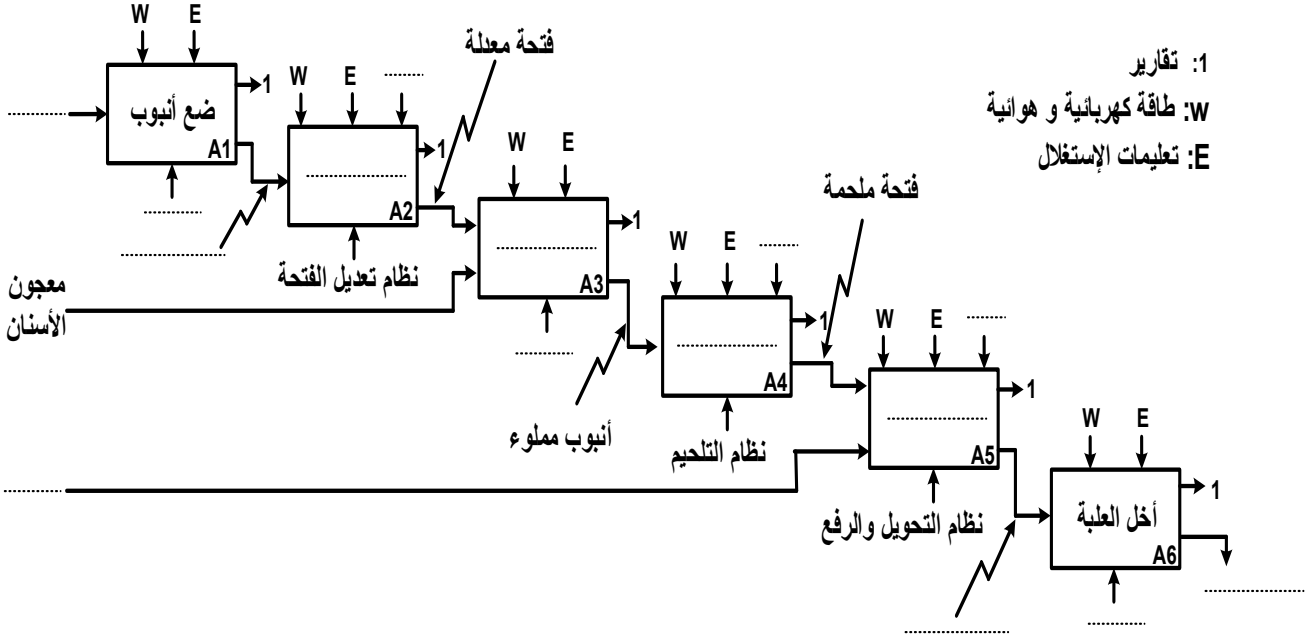 W E
ضع أنبوب
1
A1
W E
1
A2
نظام تعديل الفتحة
فتحة معدلة
W E
1
A3
معجون
الأسنان
أنبوب مملوء
W E
1
A4
نظام التلحيم
فتحة ملحمة
W E
1
A5
نظام التحويل والرفع
W E
أخل العلبة
1
A6
1: تقارير
w: طاقة كهربائية و هوائية
E: تعليمات الإستغلال